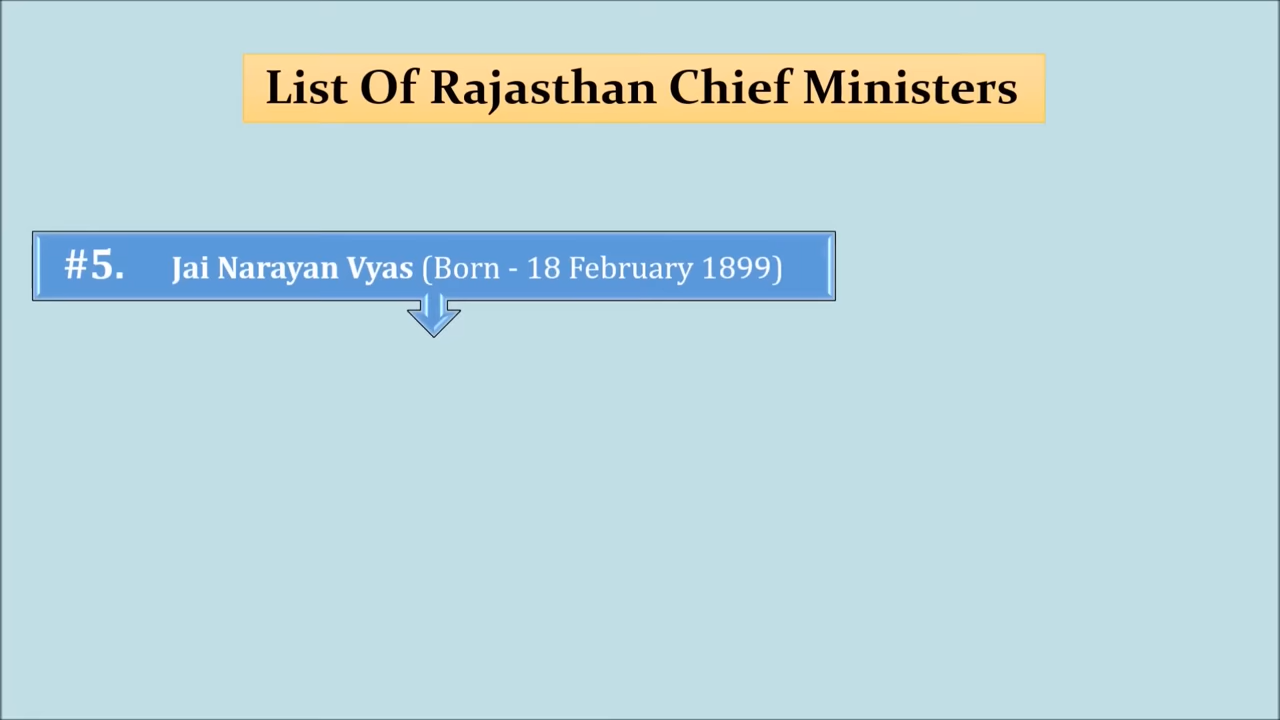 List Of Rajasthan Chief Ministers
#5. Jai Narayan Vyas (Born - 18 February 1899)